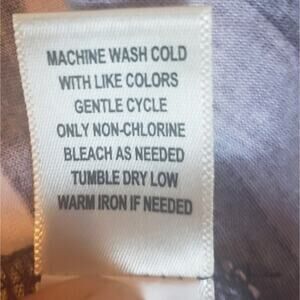 MACHINE WASH COLD
WITH LIKE COLORS
GENTLE CYCLE
ONLY NON-CHLORINE
BLEACH AS NEEDED
TUMBLE DRY LOW
WARM IRON IF NEEDED